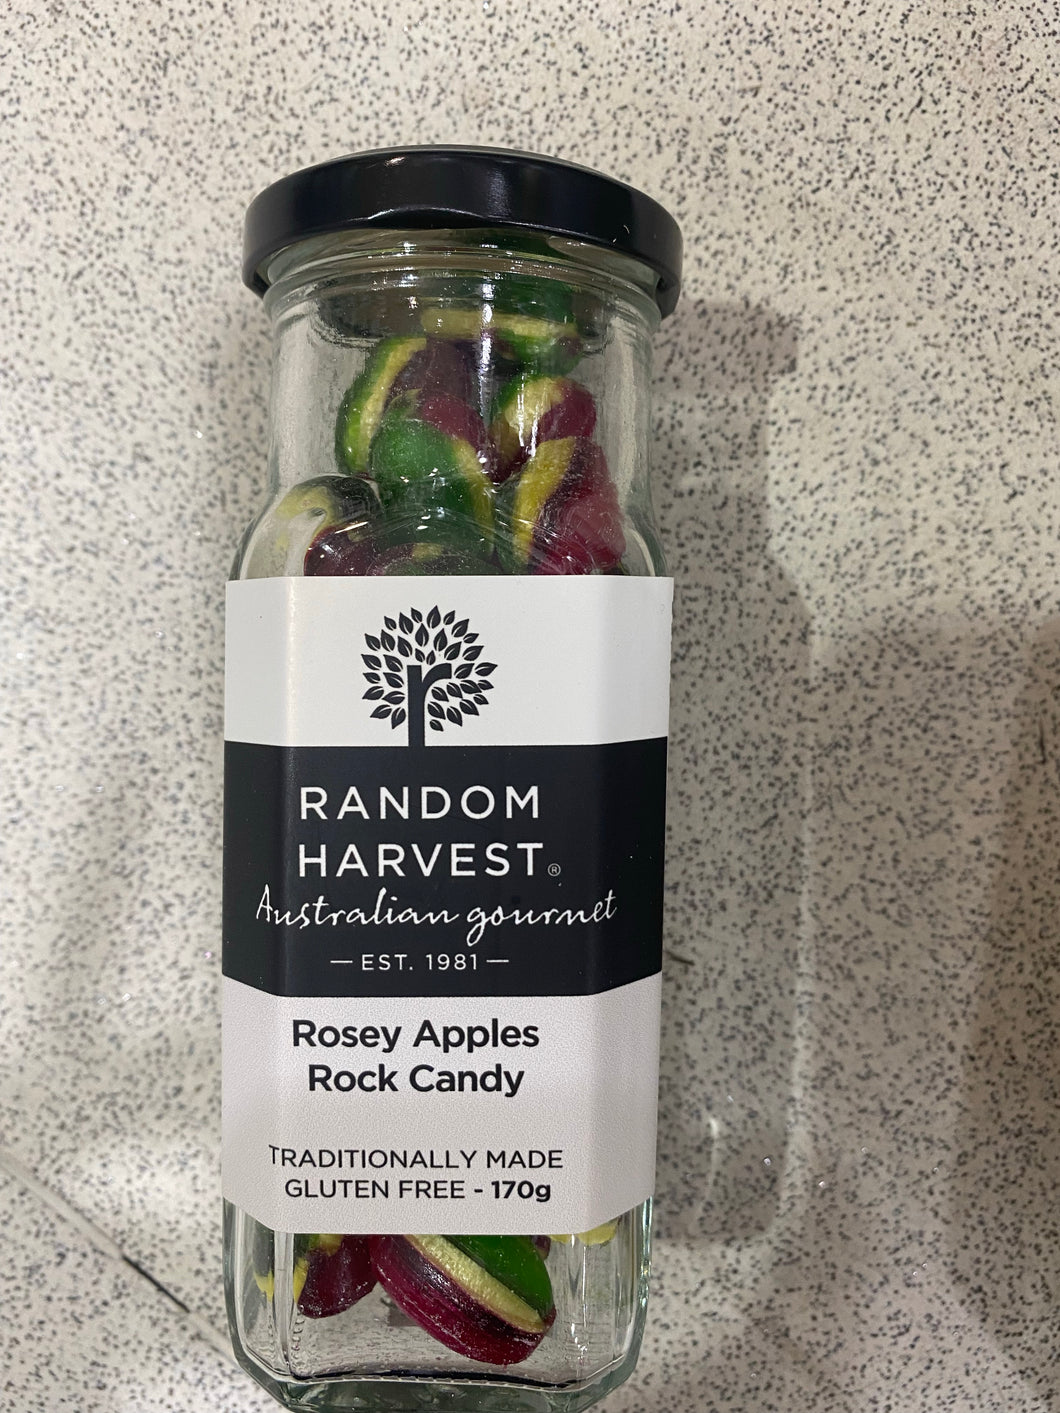 RANDOM
HARVEST®
Australian gourmet
— EST. 1981 —
Rosey Apples
Rock Candy
TRADITIONALLY MADE
GLUTEN FREE - 170g